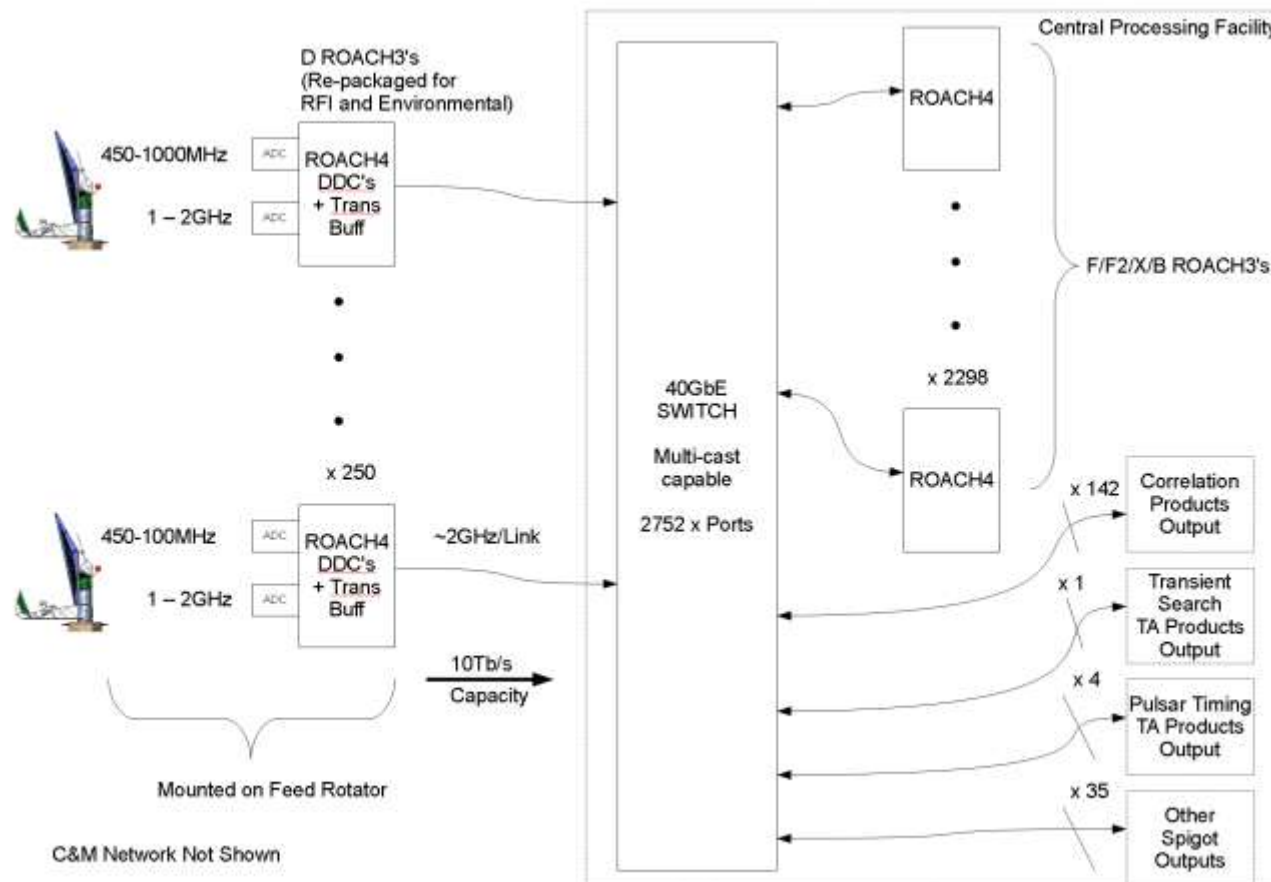 Central Processing Facility
D ROACH3's
(Re-packaged for
RFI and Environmental)
450-1000MHz
ADC
1 – 2GHz
ADC
ROACH4
DDC's
+ Trans
Buff
x 250
450-100MHz
ADC
1 – 2GHz
ADC
ROACH4
DDC's
+ Trans
Buff
~2GHz/Link
10Tb/s
Capacity
Mounted on Feed Rotator
C&M Network Not Shown
40GbE
SWITCH
Multi-cast
capable
2752 x Ports
ROACH4
x 2298
ROACH4
F/F2/X/B ROACH3's
x 142
Correlation
Products
Output
x 1
Transient
Search
TA Products
Output
x 4
Pulsar Timing
TA Products
Output
x 35
Other
Spigot
Outputs